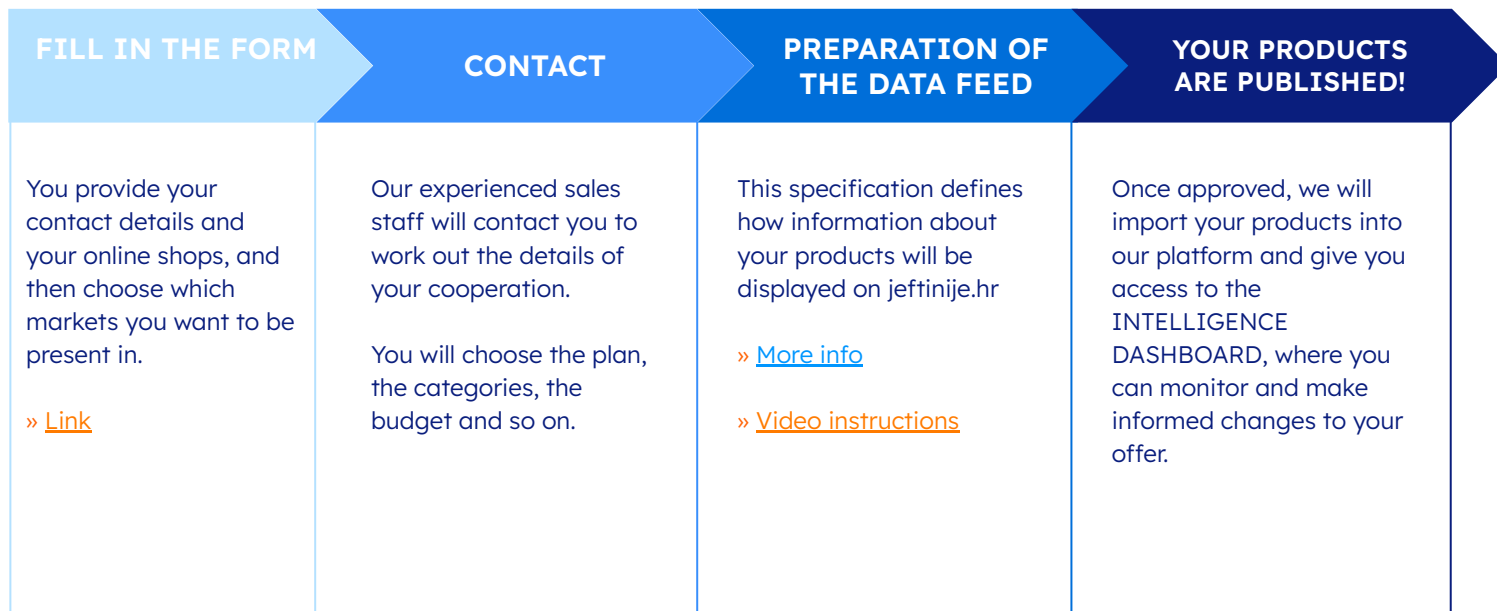 FILL IN THE FORM
CONTACT
PREPARATION OF
THE DATA FEED
YOUR PRODUCTS
ARE PUBLISHED!
You provide your
contact details and
your online shops, and
then choose which
markets you want to be
present in.
» Link
Our experienced sales
staff will contact you to
work out the details of
your cooperation.
You will choose the plan,
the categories, the
budget and so on.
This specification defines
how information about
your products will be
displayed on jeftinije.hr
» More info
» Video instructions
Once approved, we will
import your products into
our platform and give you
access to the
INTELLIGENCE
DASHBOARD, where you
can monitor and make
informed changes to your
offer.